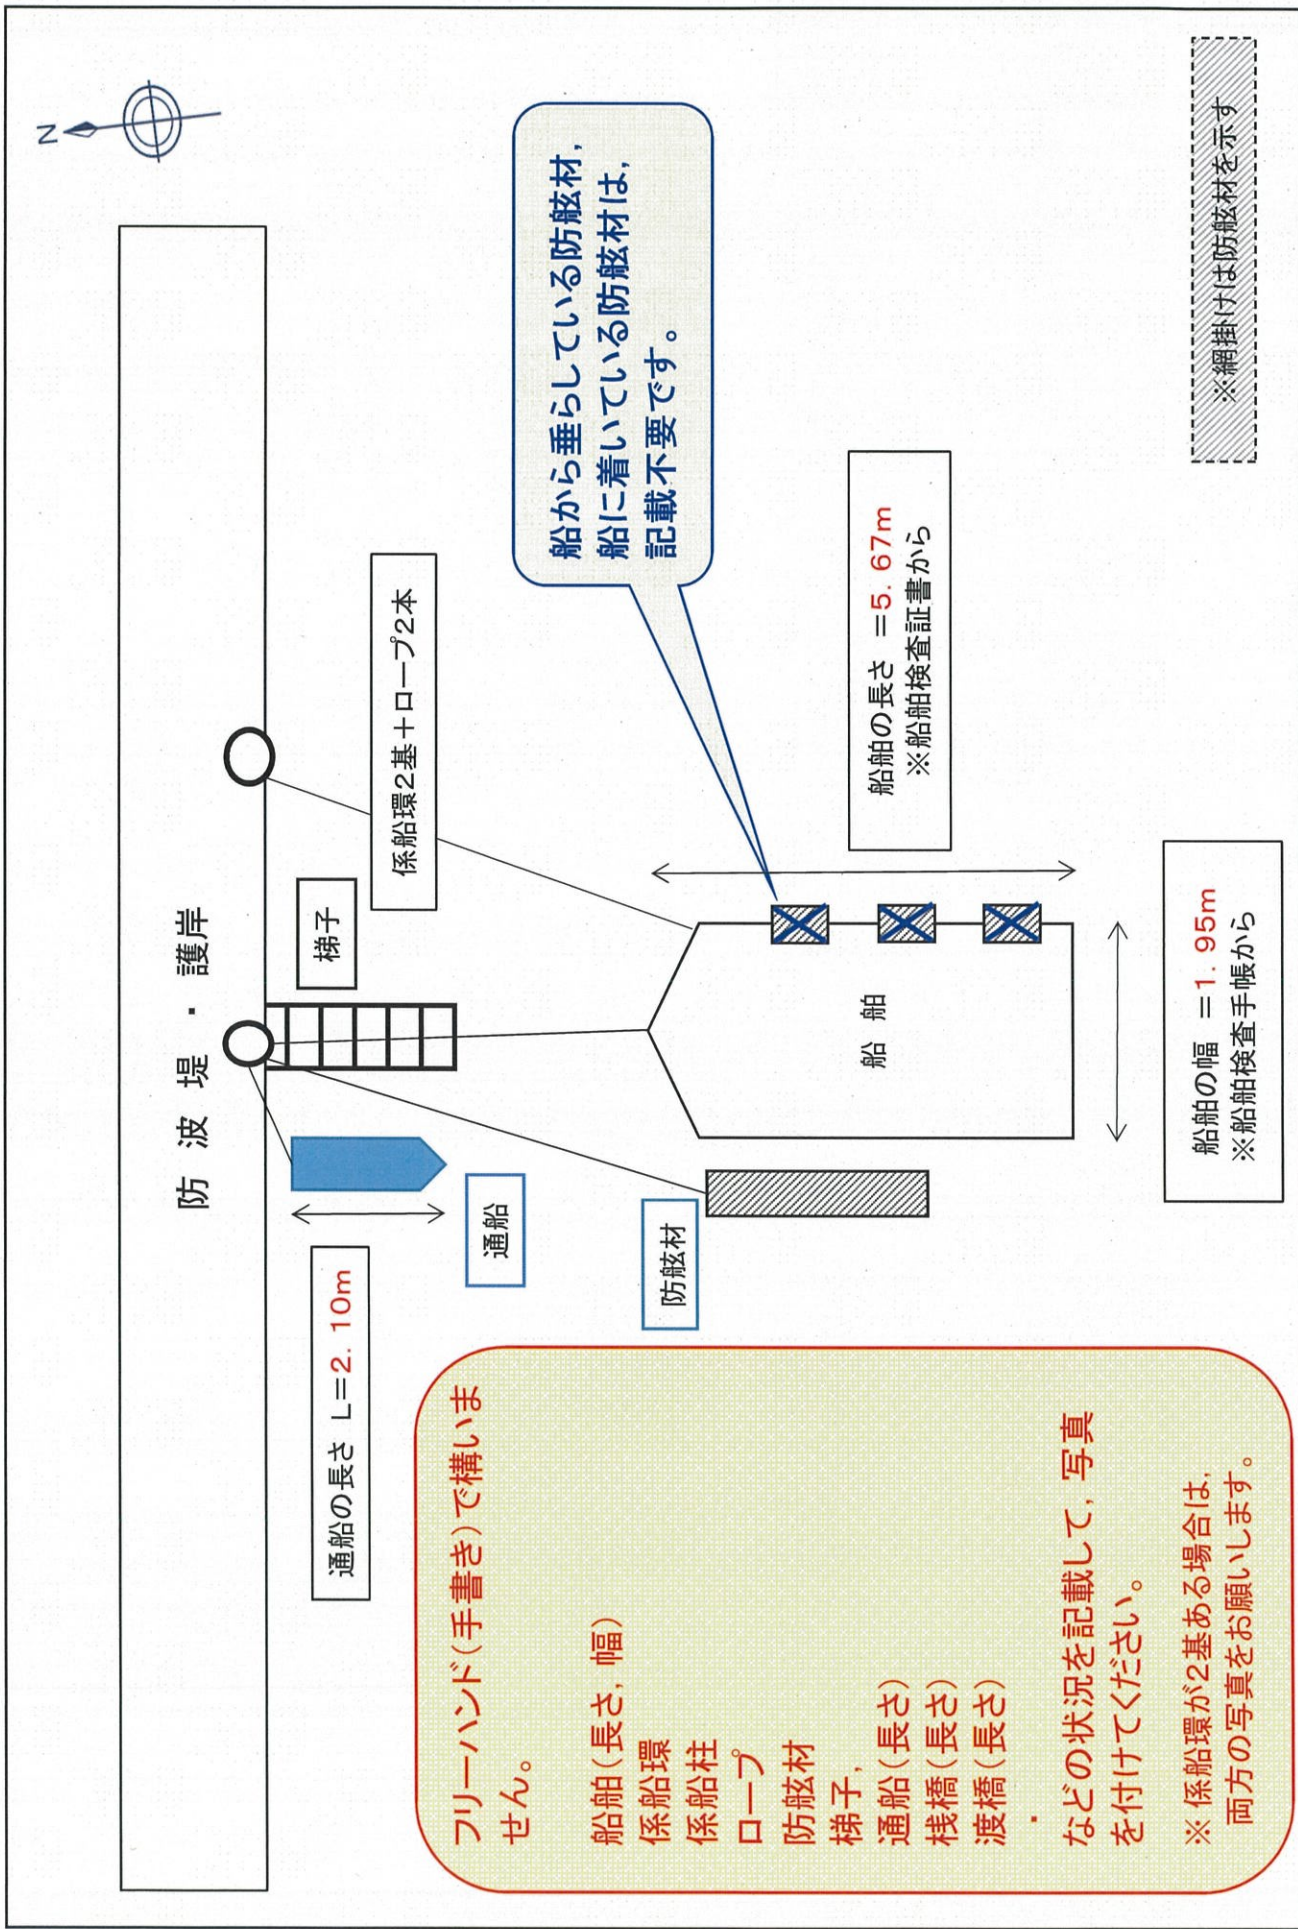 N
防 波 堤 ・ 護岸
通船の長さ L=2．10m
梯子
係船環2基＋ロープ2本
通船
防舷材
船 舶
船から垂らしている防舷材，
船に着いている防舷材は，
記載不要です。
船舶の長さ ＝5．67m
※船舶検査証書から
船舶の幅 ＝1．95m
※船舶検査手帳から
※網掛けは防舷材を示す
フリーハンド（手書き）で構いま
せん。
船舶（長さ，幅）
係船環
係船柱
ロープ
防舷材
梯子，
通船（長さ）
桟橋（長さ）
渡橋（長さ）
・
などの状況を記載して，写真
を付けてください。
※ 係船環が2基ある場合は，
両方の写真をお願いします。